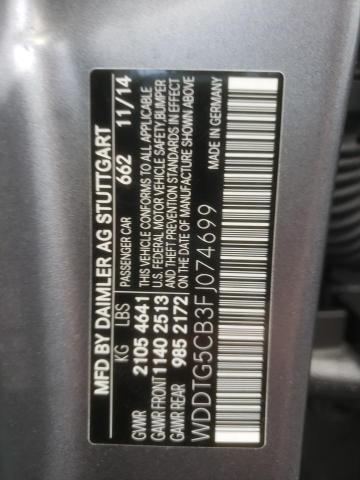 MFD BY DAIMLER AG STUTTGART
PASSENGER CAR 662 11/14
KG LBS
GVWR 2105 4641
GAWR FRONT 1140 2513
GAWR REAR 985 2172
THIS VEHICLE CONFORMS TO ALL APPLICABLE
U.S. FEDERAL MOTOR VEHICLE SAFETY, BUMPER
AND THEFT PREVENTION STANDARDS IN EFFECT
ON THE DATE OF MANUFACTURE SHOWN ABOVE
WDDTG5CB3FJ074699
MADE IN GERMANY